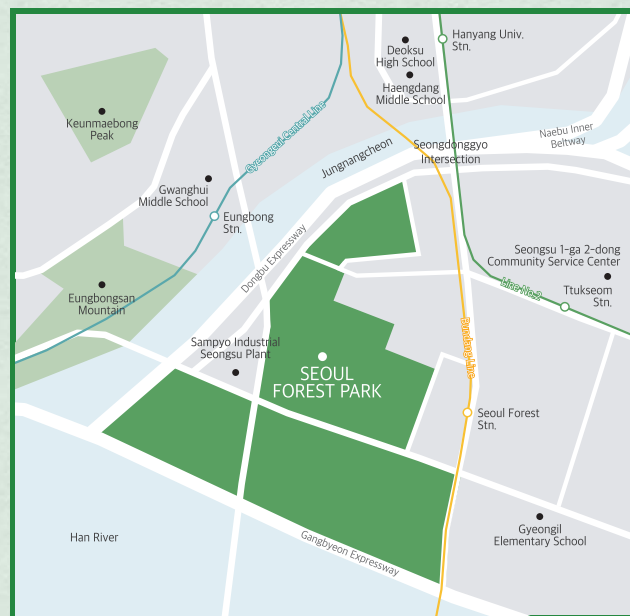 Hanyang Univ.
Stn.
Deoksu
High School
Haengdang
Middle School
Keunmaebong
Peak
Gyeongui-Central Line
Naebu Inner
Beltway
Seongdonggyo
Intersection
Jungnangcheon
Gwanghui
Middle School
Eungbong
Stn.
Dongbu Expressway
Seongsu 1-ga 2-dong
Community Service Center
Line No.2
Ttukseom
Stn.
Eungbongsan
Mountain
Sampyo Industrial
Seongsu Plant
Bundang Line
SEOUL
FOREST PARK
Seoul Forest
Stn.
Gyeongil
Elementary School
Han River
Gangbyeon Expressway